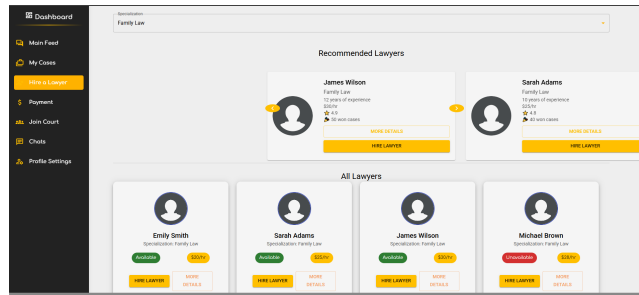 Dashboard
Main Feed
My Cases
Hire a Lawyer
Payment
Join Court
Chats
Profile Settings
Specialization
Family Law
Recommended Lawyers
James Wilson
Family Law
12 years of experience
$30/hr
4.9
50 won cases
MORE DETAILS
HIRE LAWYER
Sarah Adams
Family Law
10 years of experience
$25/hr
4.8
40 won cases
MORE DETAILS
HIRE LAWYER
All Lawyers
Emily Smith
Specialization: Family Law
Available
$20/hr
HIRE LAWYER
MORE
DETAILS
Sarah Adams
Specialization: Family Law
Available
$25/hr
HIRE LAWYER
MORE
DETAILS
James Wilson
Specialization: Family Law
Available
$30/hr
HIRE LAWYER
MORE
DETAILS
Michael Brown
Specialization: Family Law
Unavailable
HIRE LAWYER
MORE
DETAILS